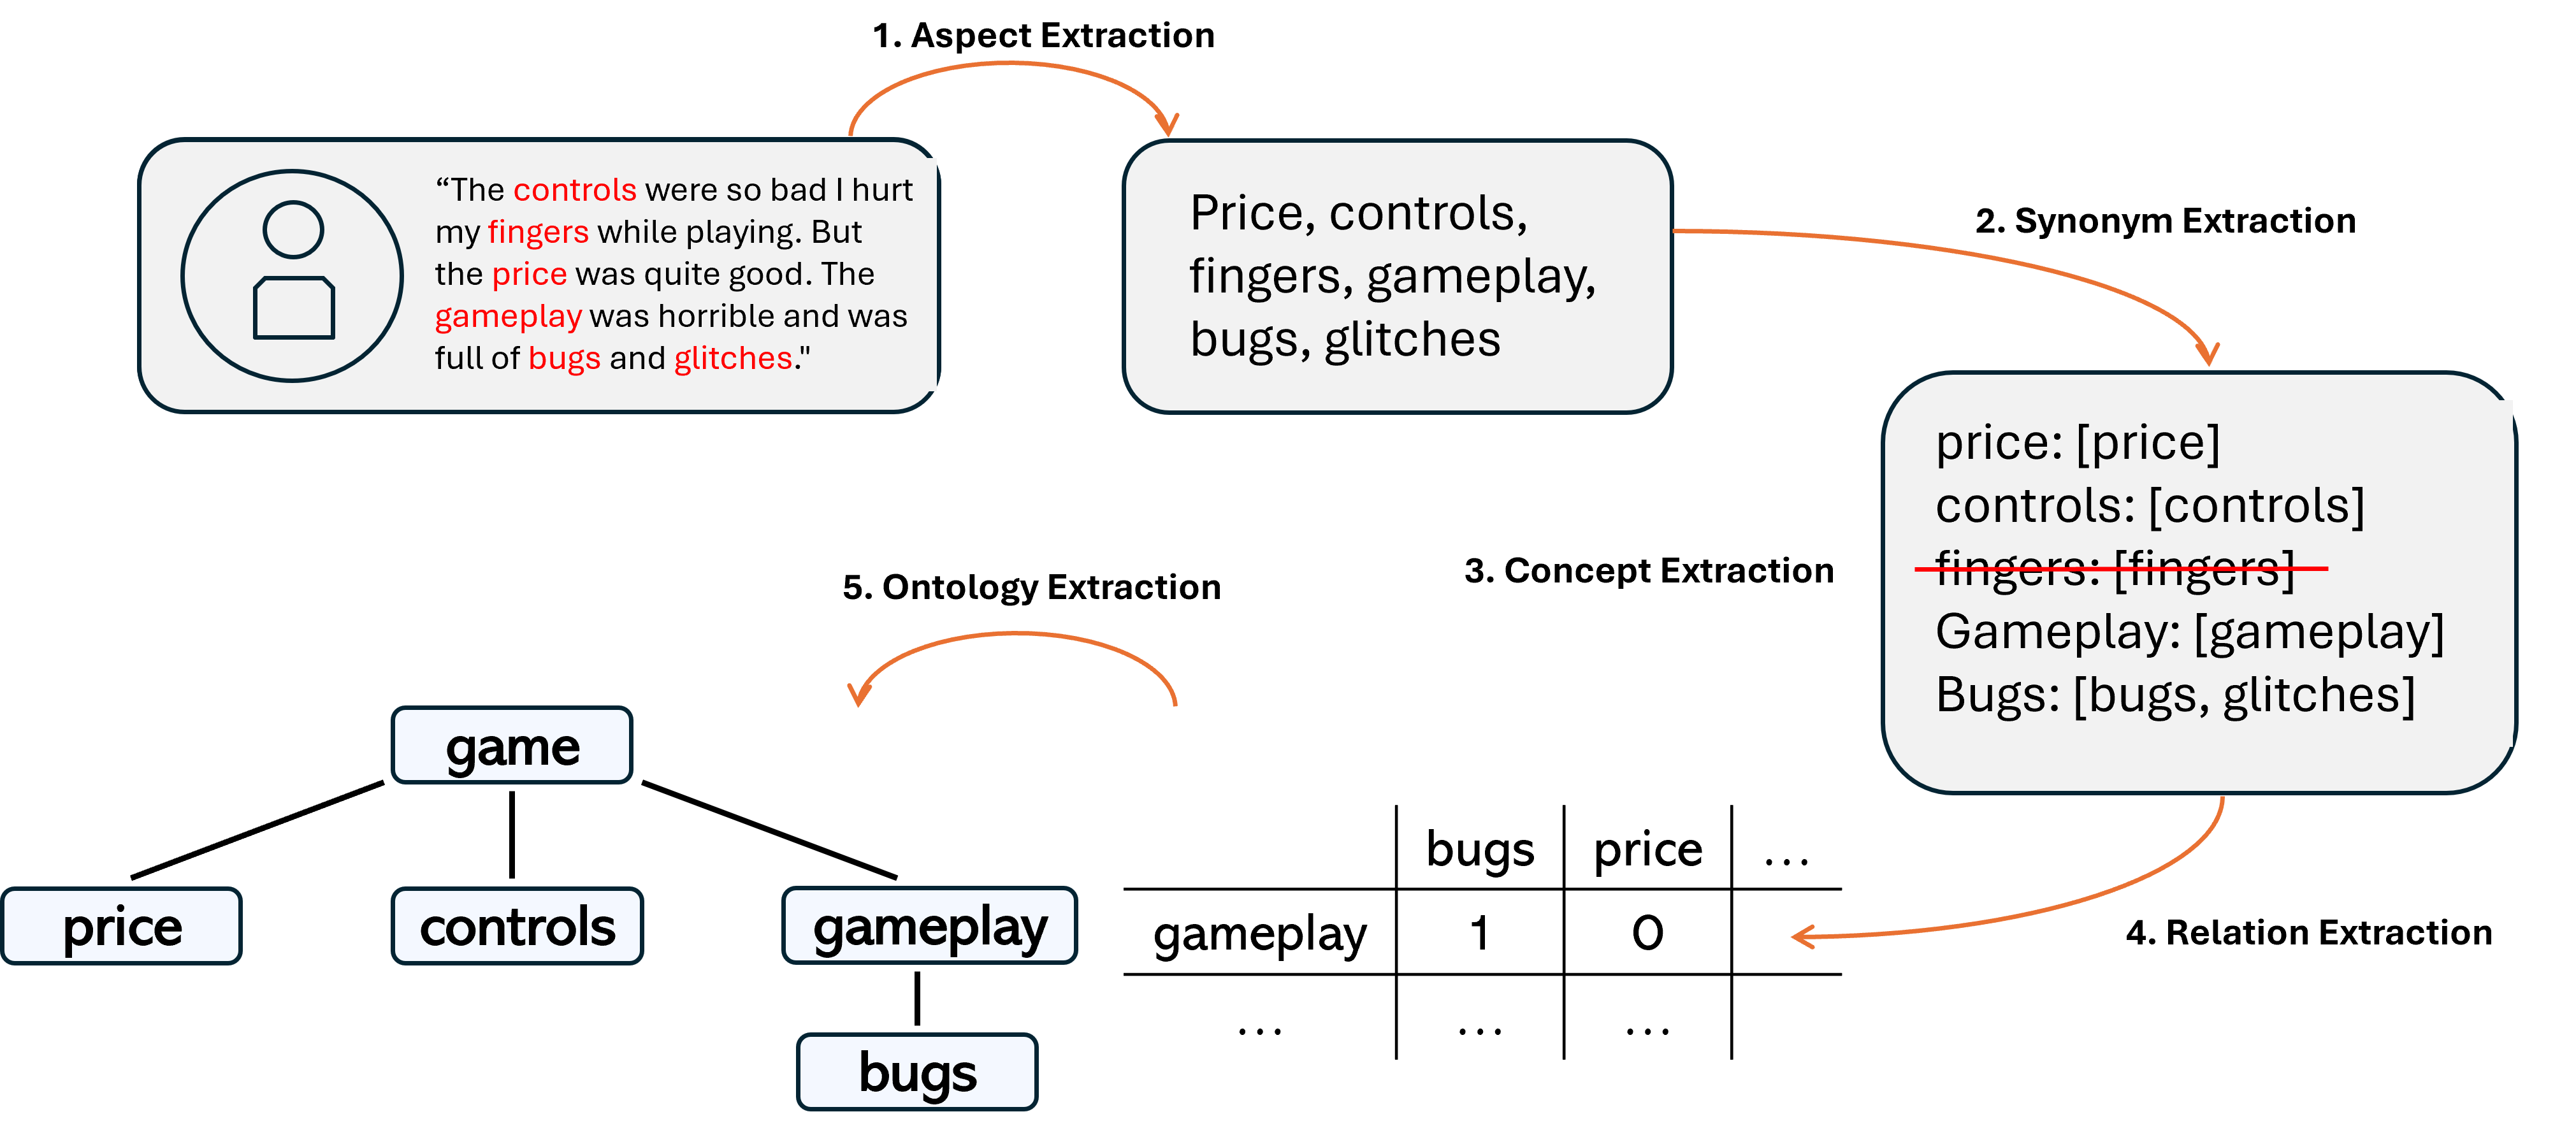 1. Aspect Extraction
“The controls were so bad I hurt
my fingers while playing. But
the price was quite good. The
gameplay was horrible and was
full of bugs and glitches."
Price, controls,
fingers, gameplay,
bugs, glitches
2. Synonym Extraction
price: [price]
controls: [controls]
fingers: [fingers]
Gameplay: [gameplay]
Bugs: [bugs, glitches]
3. Concept Extraction
4. Relation Extraction
bugs price ...
gameplay 1 0
... ... ...
5. Ontology Extraction
game
price controls gameplay
bugs